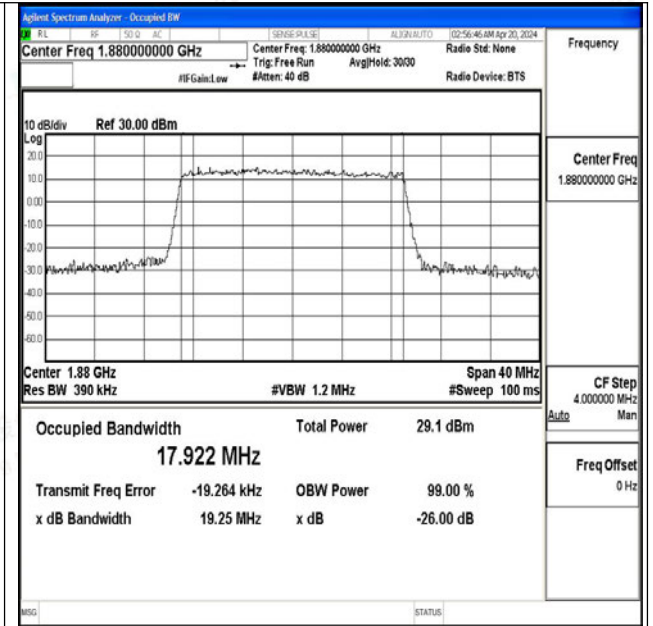 Agilent Spectrum Analyzer - Occupied BW
RL RF 50 Ω AC SENSE:PULSE ALIGN AUTO 02:56:46 AM Apr 20, 2024
Center Freq 1.880000000 GHz
Center Freq: 1.880000000 GHz
Radio Std: None
Trig: Free Run Avg|Hold: 30/30
#IFGain:Low
#Atten: 40 dB
Radio Device: BTS
Frequency
10 dB/div Ref 30.00 dBm
Log
20.0
10.0
0.00
-10.0
-20.0
-30.0
-40.0
-50.0
-60.0
Center Freq
1.880000000 GHz
Center 1.88 GHz
Span 40 MHz
Res BW 390 kHz
#VBW 1.2 MHz
#Sweep 100 ms
CF Step
4.000000 MHz
Auto Man
Occupied Bandwidth
Total Power 29.1 dBm
17.922 MHz
Freq Offset
0 Hz
Transmit Freq Error -19.264 kHz OBW Power 99.00 %
x dB Bandwidth 19.25 MHz x dB -26.00 dB
MSG STATUS